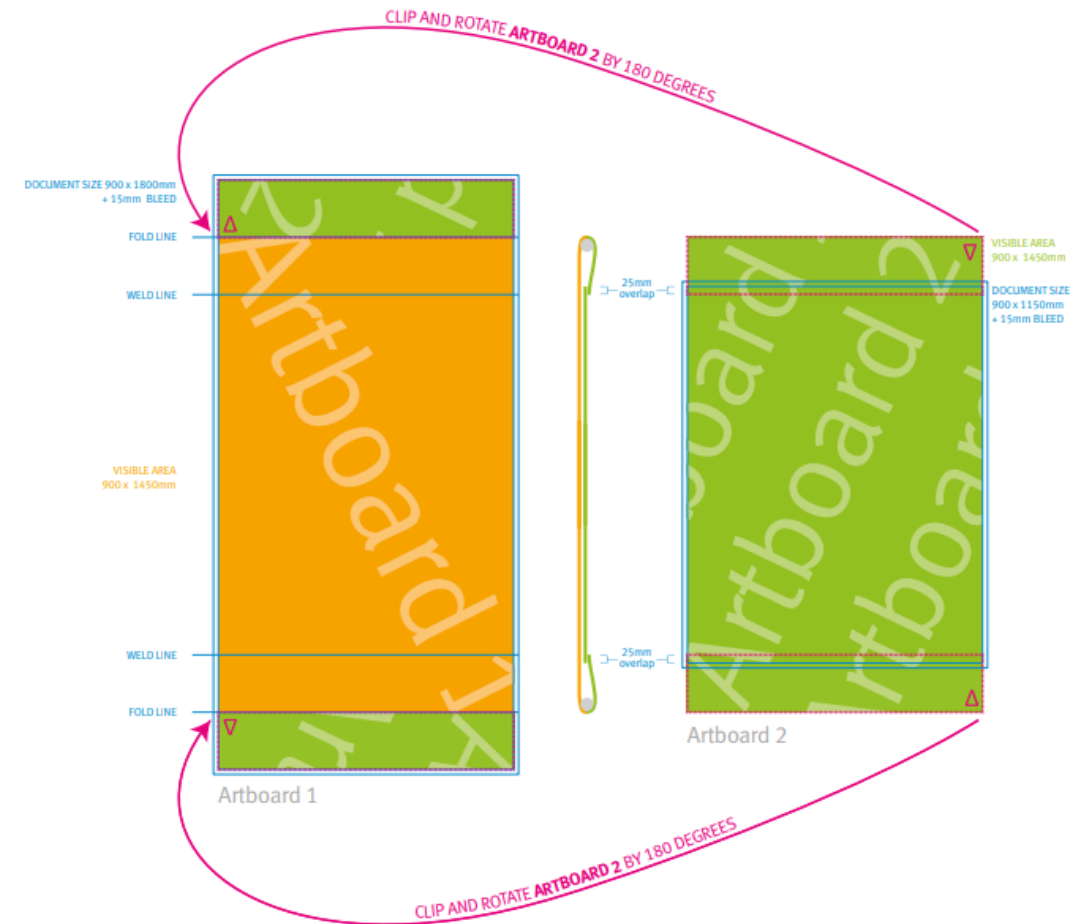 CLIP AND ROTATE ARTBOARD 2 BY 180 DEGREES
DOCUMENT SIZE 900 x 1800mm
+ 15mm BLEED
FOLD LINE
WELD LINE
VISIBLE AREA
900 x 1450mm
WELD LINE
FOLD LINE
Artboard 1
Artboard 1
25mm
overlap
25mm
overlap
VISIBLE AREA
900 x 1450mm
DOCUMENT SIZE
900 x 1150mm
+ 15mm BLEED
Artboard 2
Artboard 2
CLIP AND ROTATE ARTBOARD 2 BY 180 DEGREES